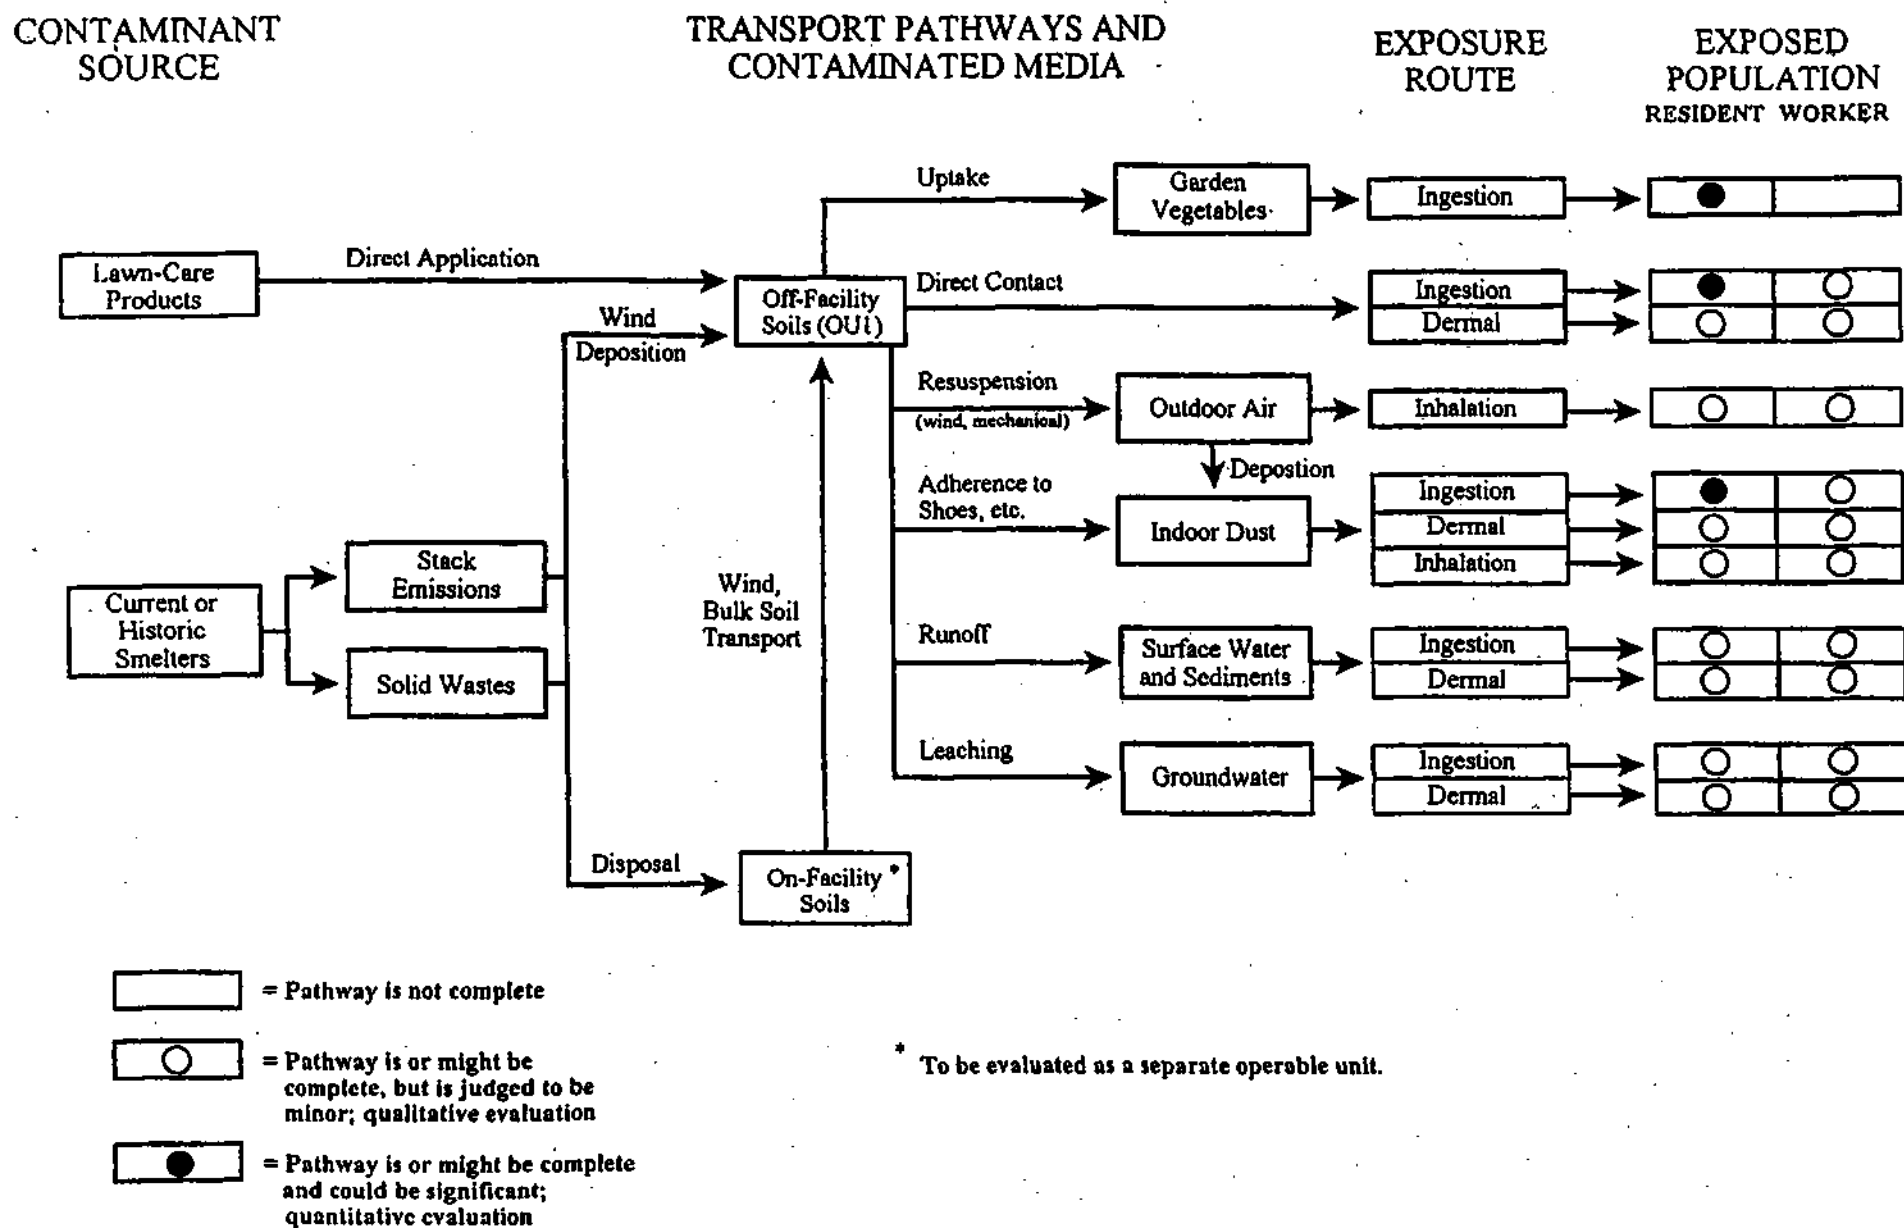 CONTAMINANT
SOURCE
TRANSPORT PATHWAYS AND
CONTAMINATED MEDIA
EXPOSURE
ROUTE
EXPOSED
POPULATION
RESIDENT WORKER
Uptake
Garden
Vegetables
Ingestion
Lawn-Care
Products
Direct Application
Off-Facility
Soils (OU1)
Direct Contact
Ingestion
Dermal
Wind
Deposition
Resuspension
(wind, mechanical)
Outdoor Air
Inhalation
Depostion
Adherence to
Shoes, etc.
Indoor Dust
Ingestion
Dermal
Inhalation
Current or
Historic
Smelters
Stack
Emissions
Solid Wastes
Wind,
Bulk Soil
Transport
Runoff
Surface Water
and Sediments
Ingestion
Dermal
Leaching
Groundwater
Ingestion
Dermal
Disposal
On-Facility *
Soils
= Pathway is not complete
= Pathway is or might be
complete, but is judged to be
minor; qualitative evaluation
= Pathway is or might be complete
and could be significant;
quantitative evaluation
* To be evaluated as a separate operable unit.